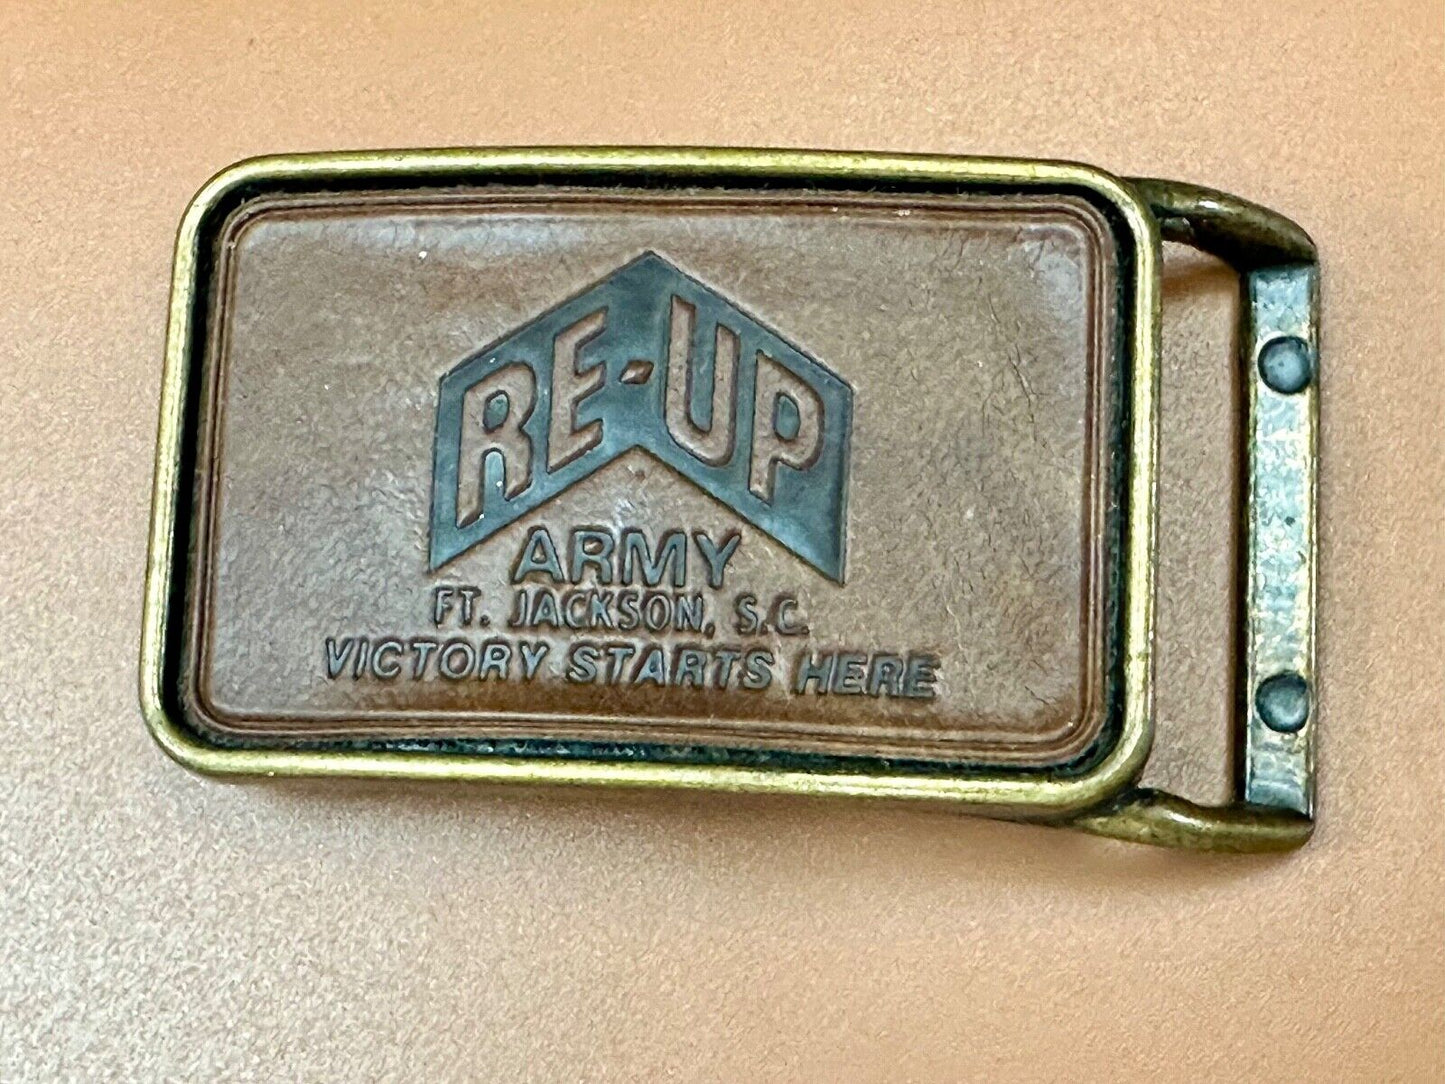 RE-UP
ARMY
FT. JACKSON, S.C.
VICTORY STARTS HERE